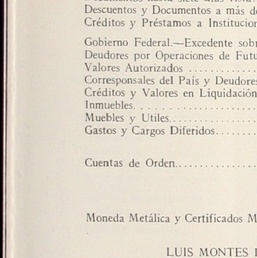 Descuentos y Documentos a más de
Créditos y Préstamos a Institucion
Gobierno Federal.—Excedente sobr
Deudores por Operaciones de Futu
Valores Autorizados ..........
Corresponsales del País y Deudores
Créditos y Valores en Liquidación
Inmuebles. ..................
Muebles y Utiles..............
Gastos y Cargos Diferidos.......
Cuentas de Orden..............
Moneda Metálica y Certificados M
LUIS MONTES